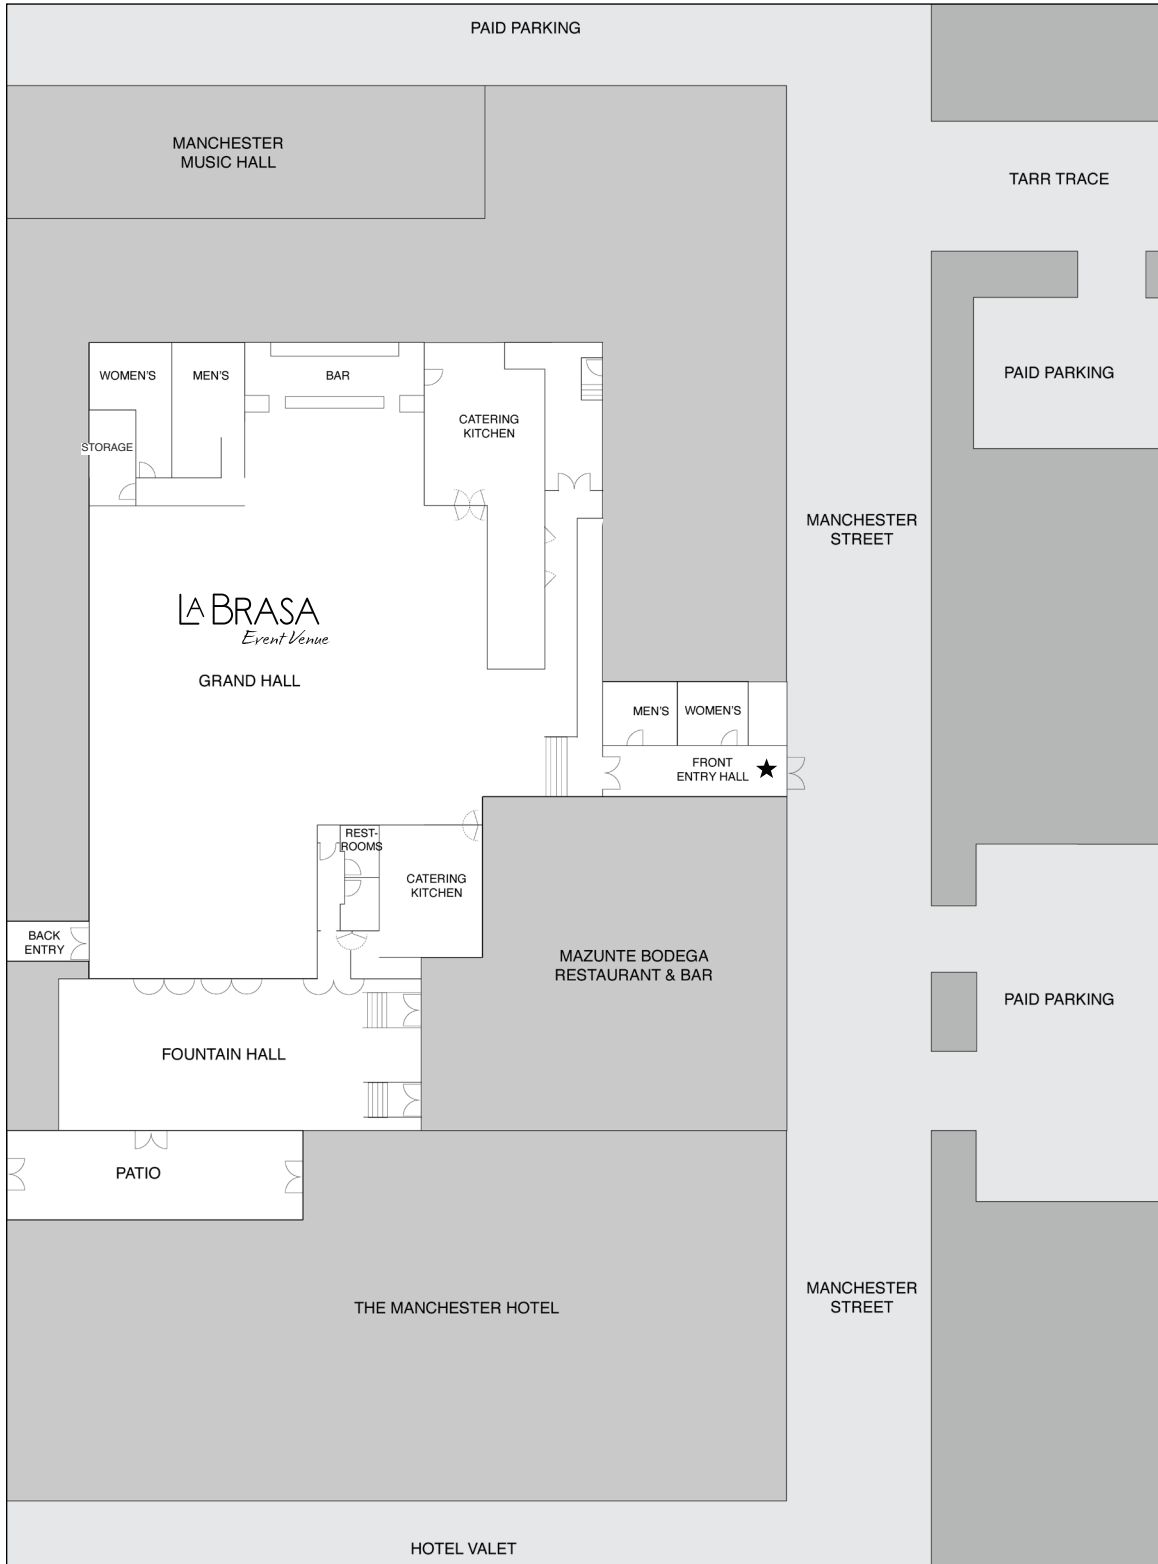 PAID PARKING
MANCHESTER
MUSIC HALL
TARR TRACE
WOMEN'S
MEN'S
BAR
PAID PARKING
CATERING
KITCHEN
STORAGE
MANCHESTER
STREET
LA BRASA
Event Venue
GRAND HALL
MEN'S
WOMEN'S
FRONT
ENTRY HALL
REST-
ROOMS
CATERING
KITCHEN
BACK
ENTRY
MAZUNTE BODEGA
RESTAURANT & BAR
PAID PARKING
FOUNTAIN HALL
PATIO
THE MANCHESTER HOTEL
MANCHESTER
STREET
HOTEL VALET